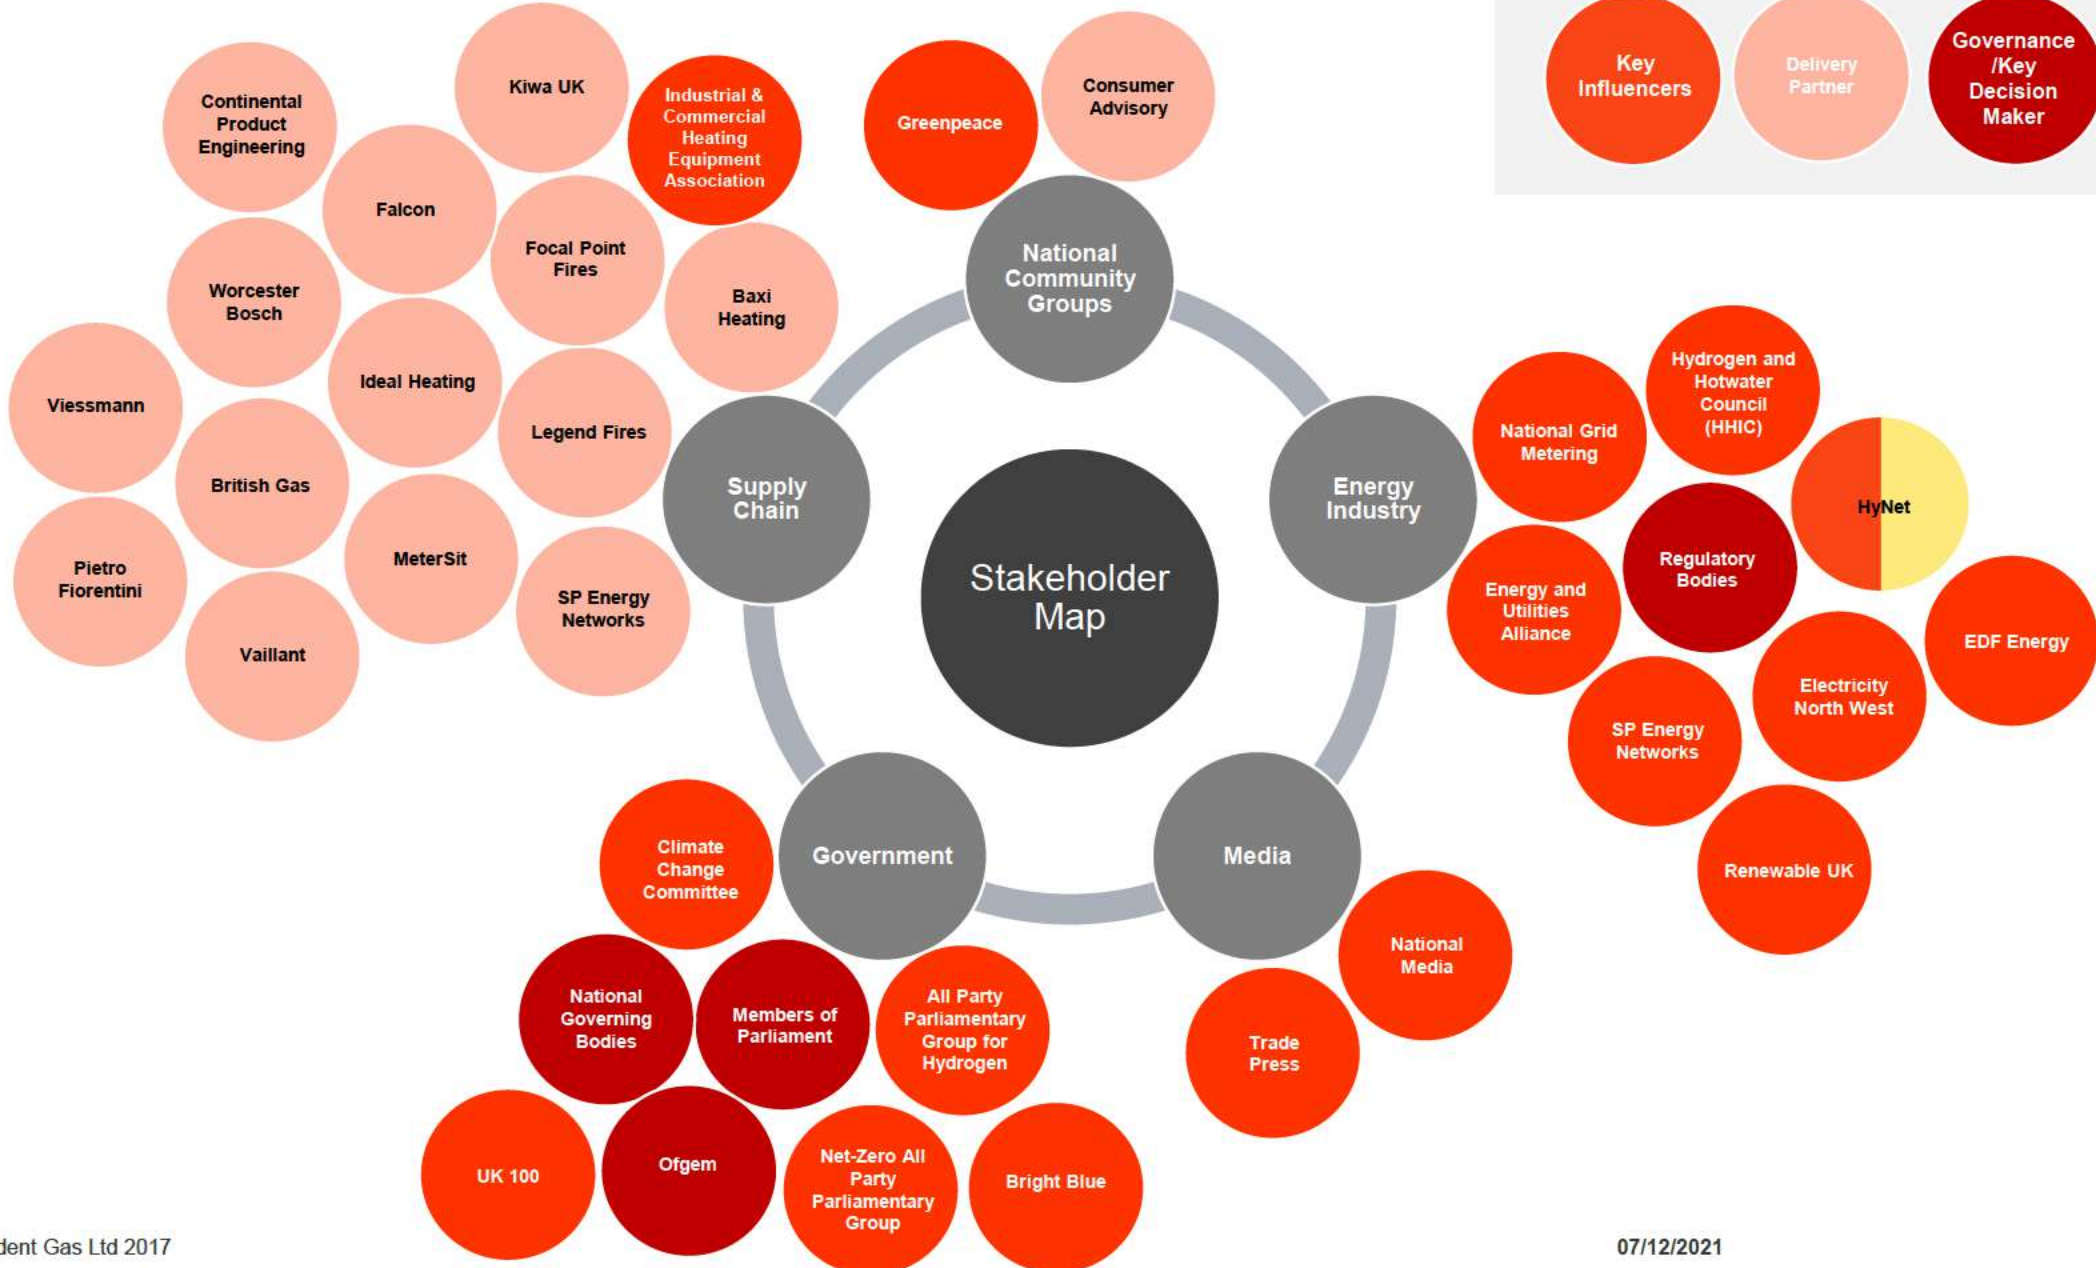 Key
Influencers
Delivery
Partner
Governance
/Key
Decision
Maker
Continental
Product
Engineering
Kiwa UK
Industrial &
Commercial
Heating
Equipment
Association
Falcon
Focal Point
Fires
Baxi
Heating
Worcester
Bosch
Viessmann
Ideal Heating
Legend Fires
British Gas
Pietro
Fiorentini
MeterSit
SP Energy
Networks
Vaillant
Supply
Chain
Greenpeace
Consumer
Advisory
National
Community
Groups
Stakeholder
Map
Energy
Industry
National Grid
Metering
Hydrogen and
Hotwater
Council
(HHIC)
HyNet
Regulatory
Bodies
Energy and
Utilities
Alliance
EDF Energy
Electricity
North West
SP Energy
Networks
Renewable UK
Government
Climate
Change
Committee
National
Governing
Bodies
Members of
Parliament
All Party
Parliamentary
Group for
Hydrogen
UK 100
Ofgem
Net-Zero All
Party
Parliamentary
Group
Bright Blue
Media
National
Media
Trade
Press
dent Gas Ltd 2017
07/12/2021